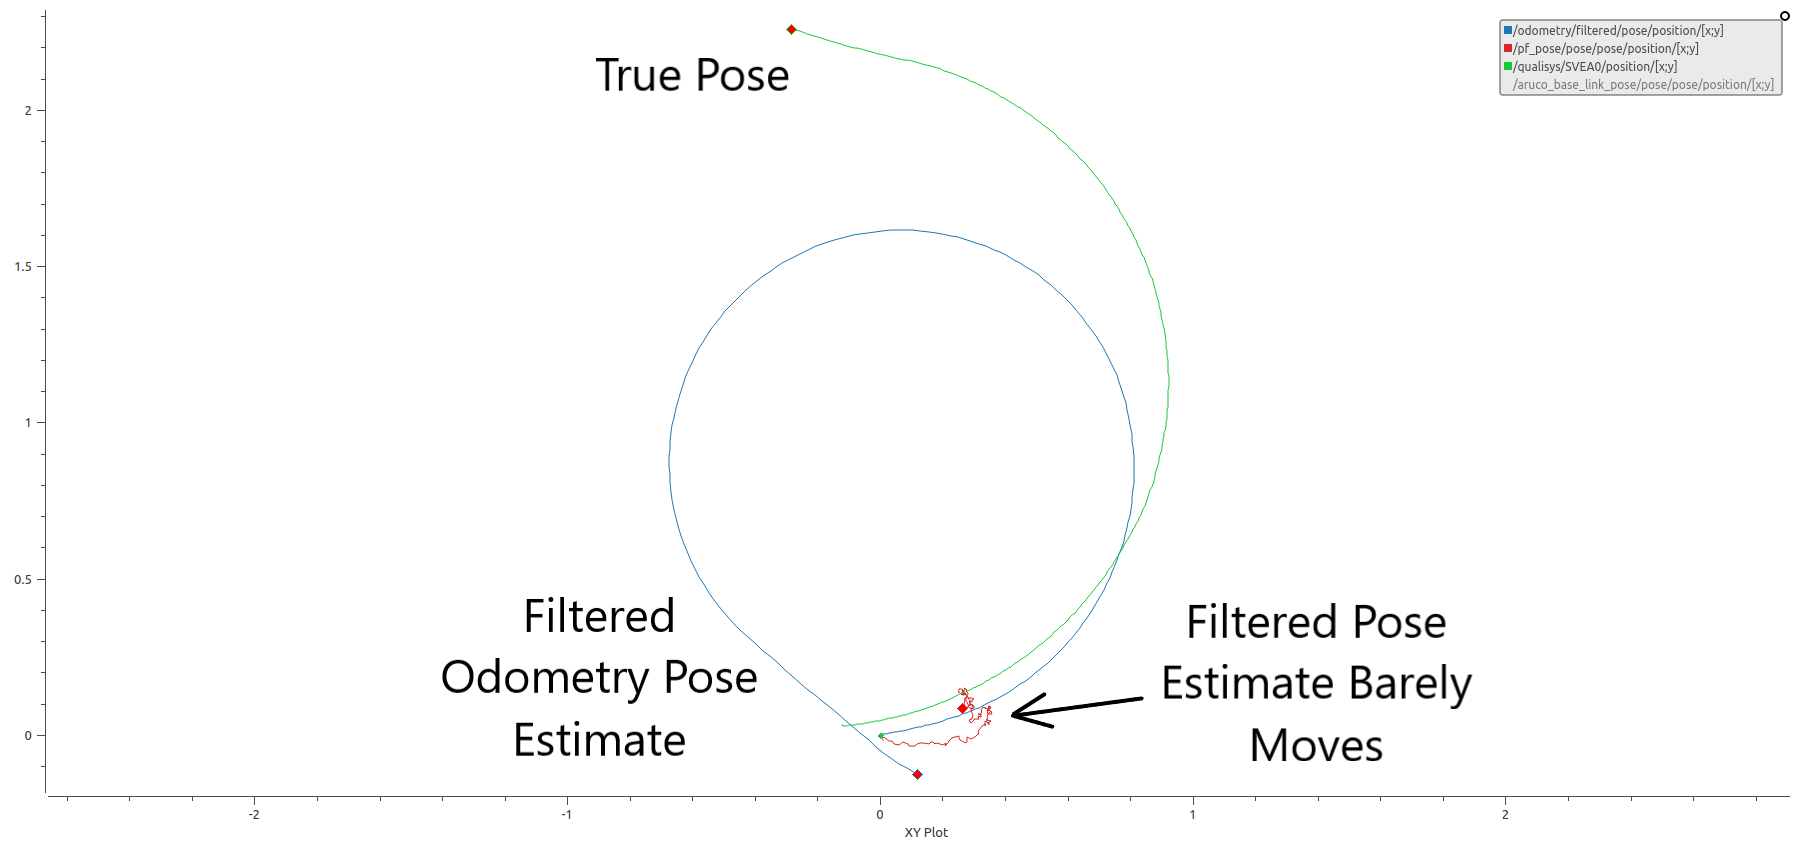 /odometry/filtered/pose/position/[x;y]
/pf_pose/pose/pose/position/[x;y]
/qualisys/SVEA0/position/[x;y]
/aruco_base_link_pose/pose/pose/position/[x;y]
True Pose
Filtered
Odometry Pose
Estimate
Filtered Pose
Estimate Barely
Moves
2
1.5
1
0.5
0
-2
-1
0
1
2
XY Plot